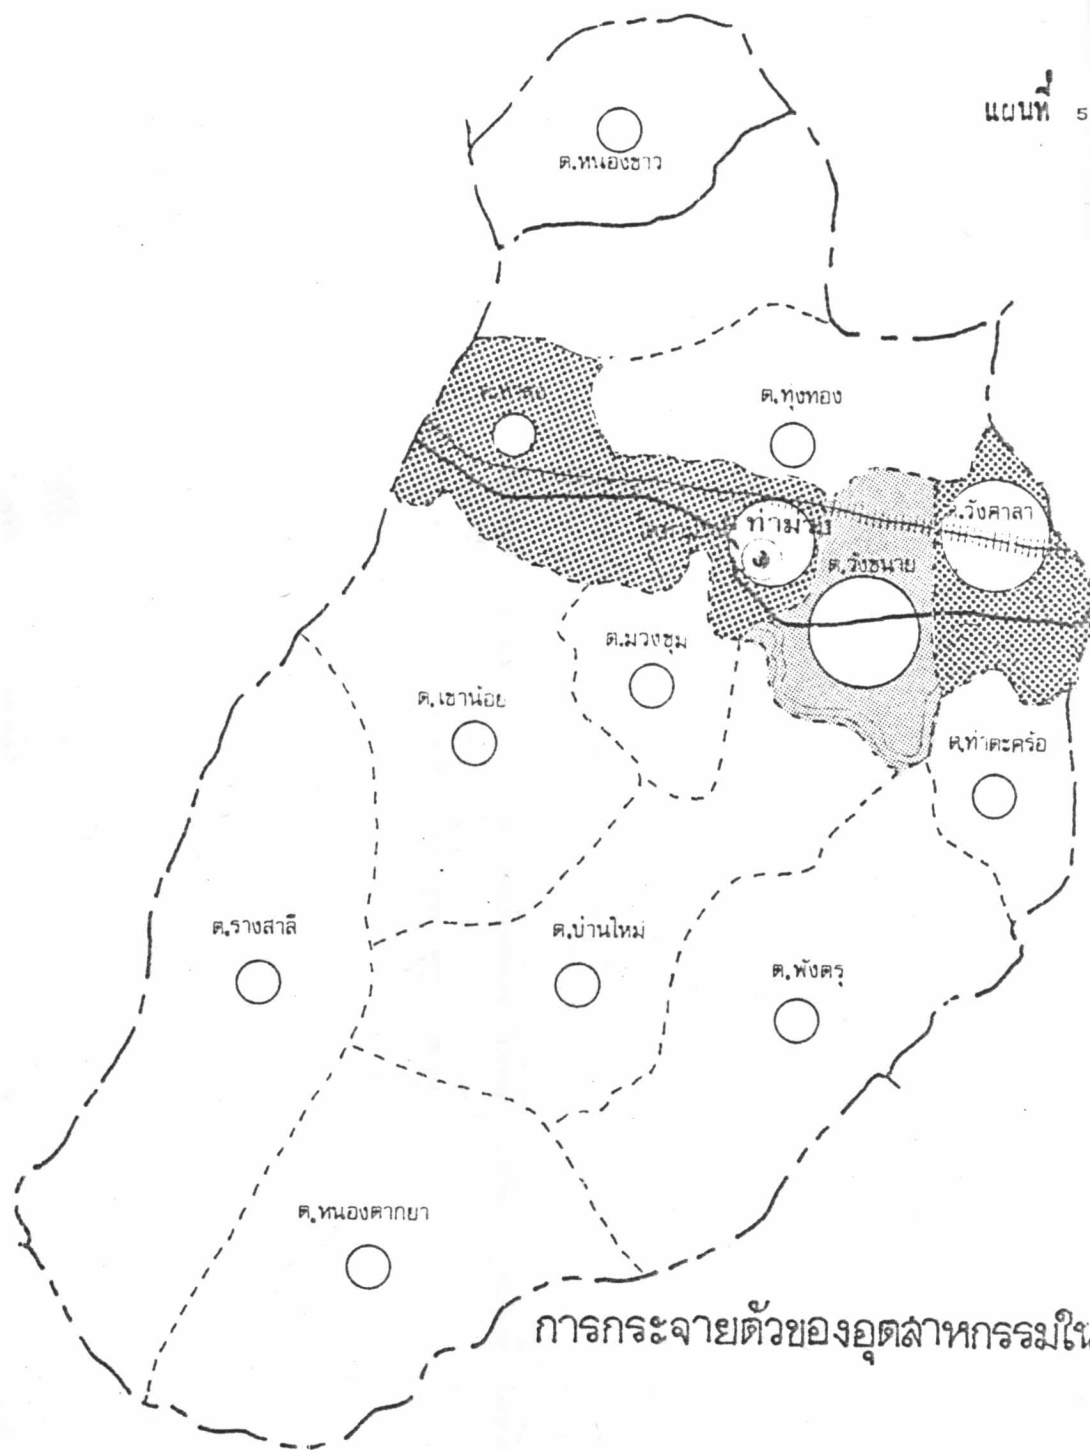 แผนที่ 5
ต.หนองขาว
ต.ทุ่งทอง
ต.วังศาลา
ท่าม่วง
ต.วังขนาย
ต.ม่วงชุม
ต.เขาน้อย
ต.ท่าตะคร้อ
ต.รางสาลี
ต.บ้านใหม่
ต.พังตรุ
ต.หนองตากยา
การกระจายตัวของอุตสาหกรรมใน